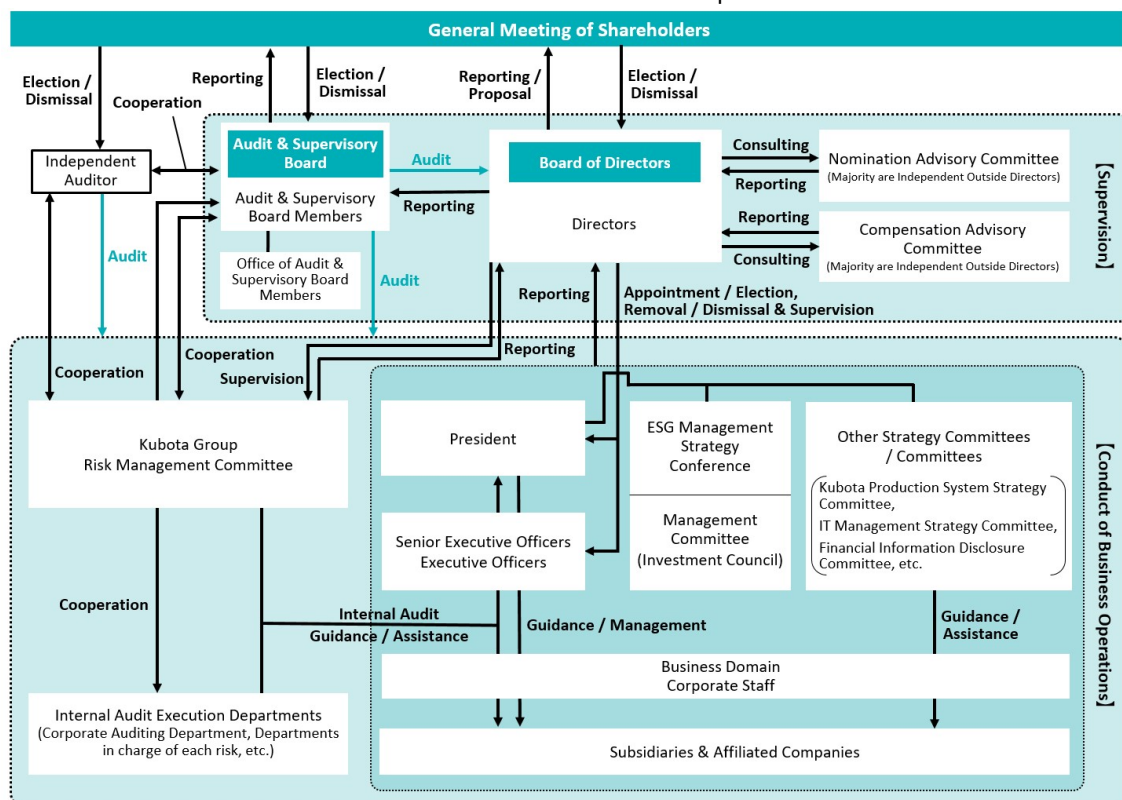 General Meeting of Shareholders
Election /
Dismissal
Cooperation
Reporting
Election /
Dismissal
Reporting /
Proposal
Election /
Dismissal
Independent
Auditor
Audit & Supervisory
Board
Audit & Supervisory
Board Members
Office of Audit &
Supervisory Board
Members
Audit
Reporting
Board of Directors
Directors
Consulting
Reporting
Nomination Advisory Committee
(Majority are Independent Outside Directors)
Reporting
Consulting
Compensation Advisory
Committee
(Majority are Independent Outside Directors)
【Supervision】
Audit
Audit
Reporting
Appointment / Election,
Removal / Dismissal & Supervision
Cooperation
Cooperation
Supervision
Reporting
Kubota Group
Risk Management Committee
President
ESG Management
Strategy
Conference
Management
Committee
(Investment Council)
Other Strategy Committees
/ Committees
Kubota Production System Strategy
Committee,
IT Management Strategy Committee,
Financial Information Disclosure
Committee, etc.
Senior Executive Officers
Executive Officers
【Conduct of Business Operations】
Cooperation
Internal Audit
Guidance / Assistance
Guidance / Management
Guidance /
Assistance
Business Domain
Corporate Staff
Internal Audit Execution Departments
(Corporate Auditing Department, Departments
in charge of each risk, etc.)
Subsidiaries & Affiliated Companies